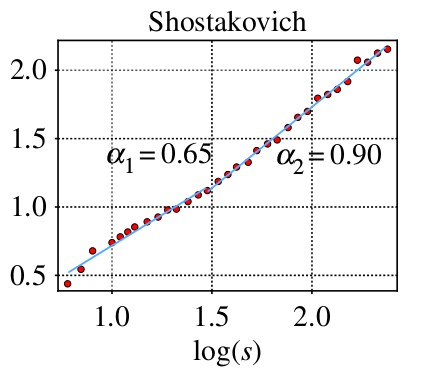 Shostakovich
2.0
1.5
α₁ = 0.65
α₂ = 0.90
1.0
0.5
1.0 1.5 2.0
log(s)